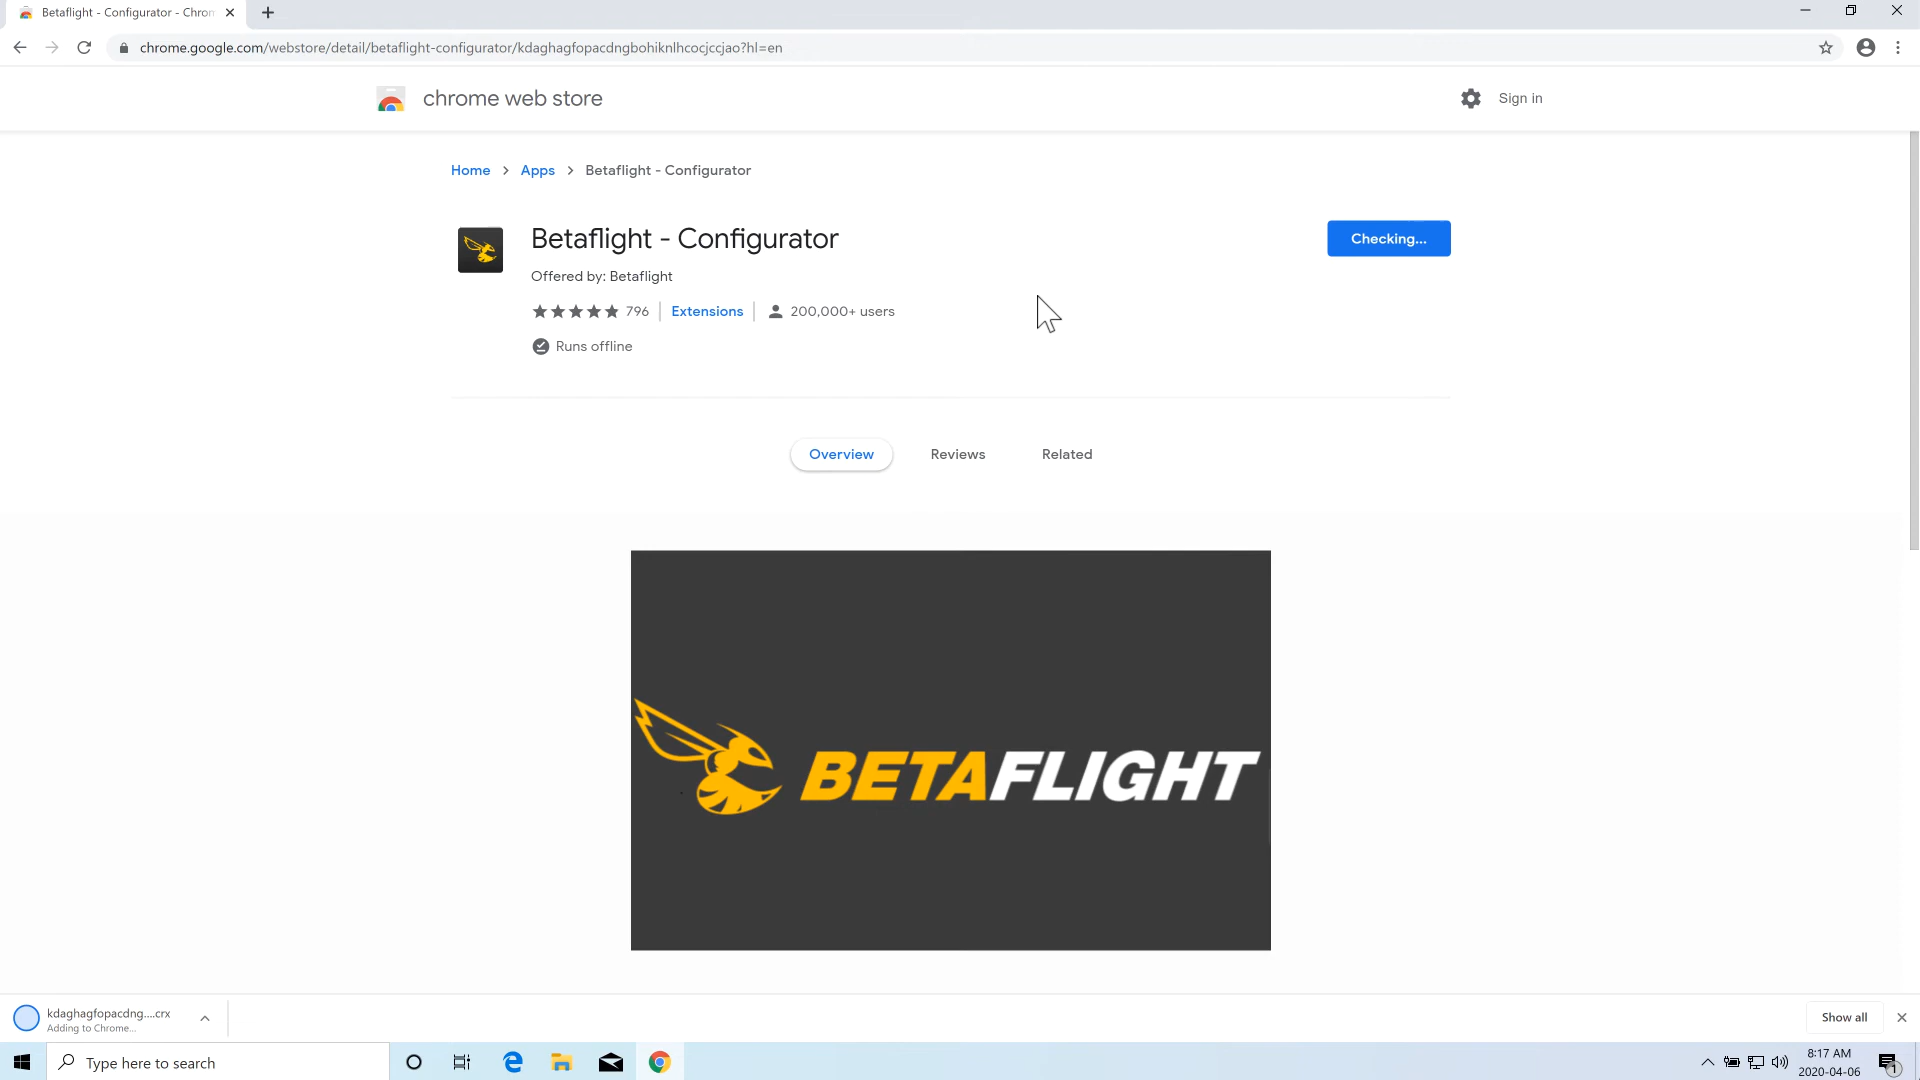 Betaflight - Configurator - Chrom
chrome.google.com/webstore/detail/betaflight-configurator/kdaghagfopacdngbohiknlhcocjccjao?hl=en
chrome web store
Sign in
Home > Apps > Betaflight - Configurator
Betaflight - Configurator
Checking...
Offered by: Betaflight
796 | Extensions | 200,000+ users
Runs offline
Overview
Reviews
Related
BETAFLIGHT
kdaghagfopacdng....crx
Adding to Chrome...
Show all
Type here to search
8:17 AM
2020-04-06
1